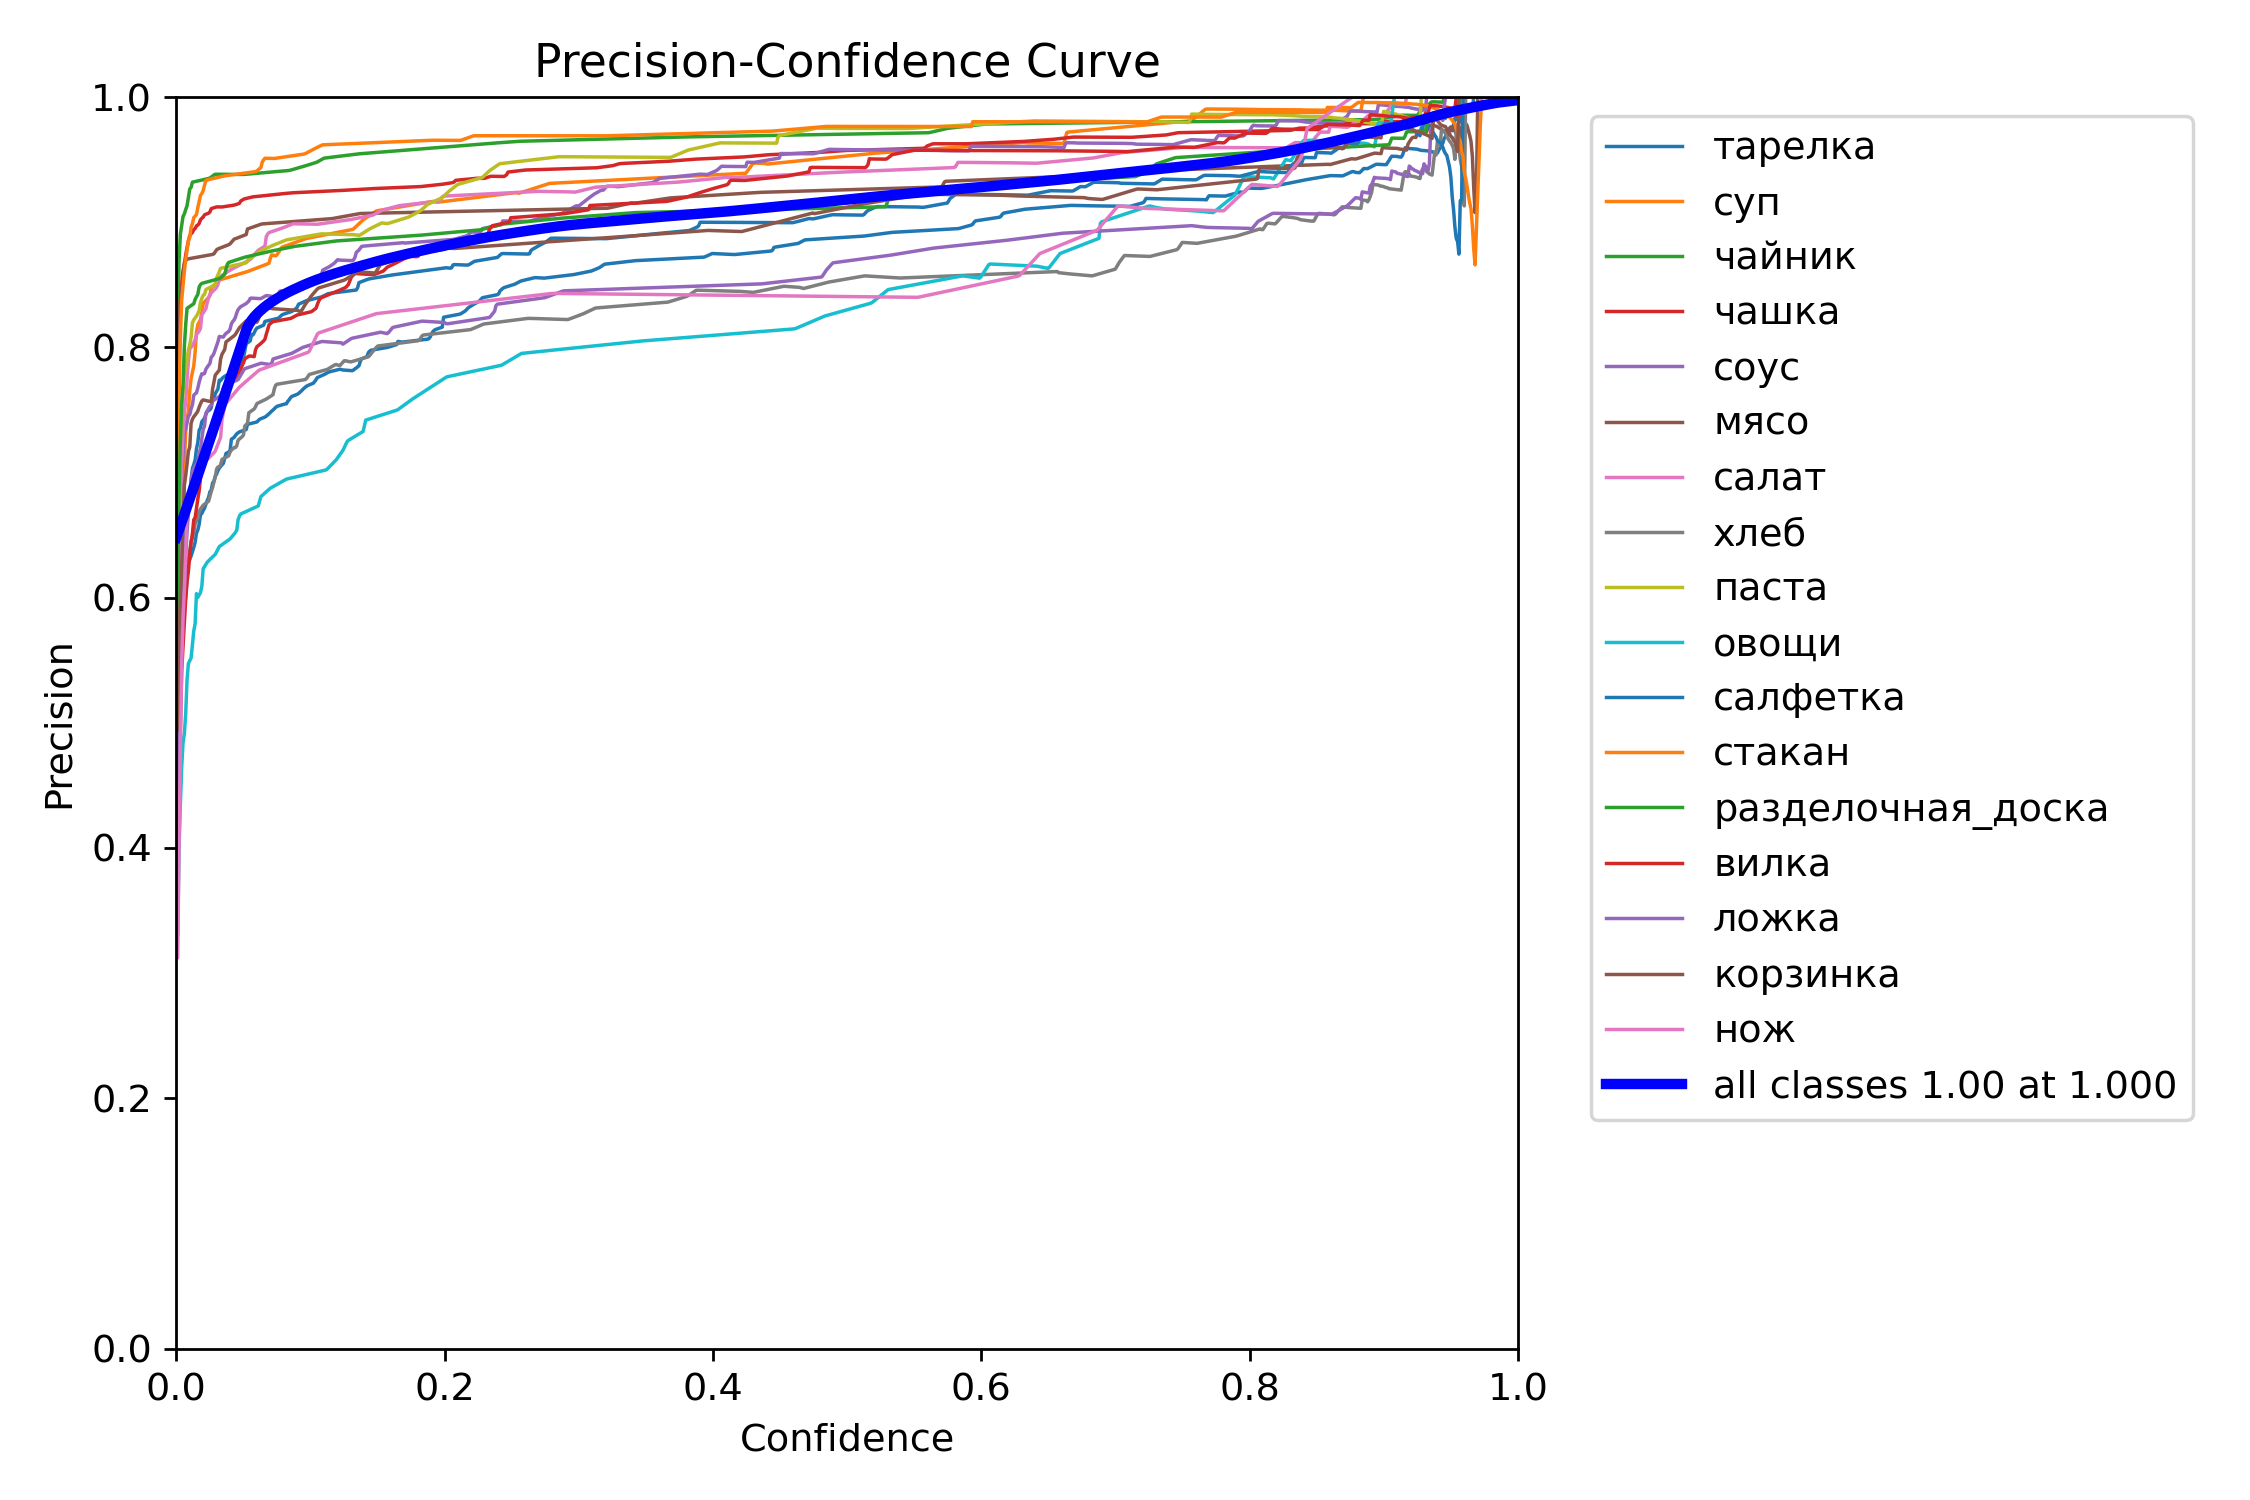 Precision-Confidence Curve
1.0
0.8
0.6
0.4
0.2
0.0
Precision
0.0 0.2 0.4 0.6 0.8 1.0
Confidence
тарелка
суп
чайник
чашка
соус
мясо
салат
хлеб
паста
овощи
салфетка
стакан
разделочная_доска
вилка
ложка
корзинка
нож
all classes 1.00 at 1.000